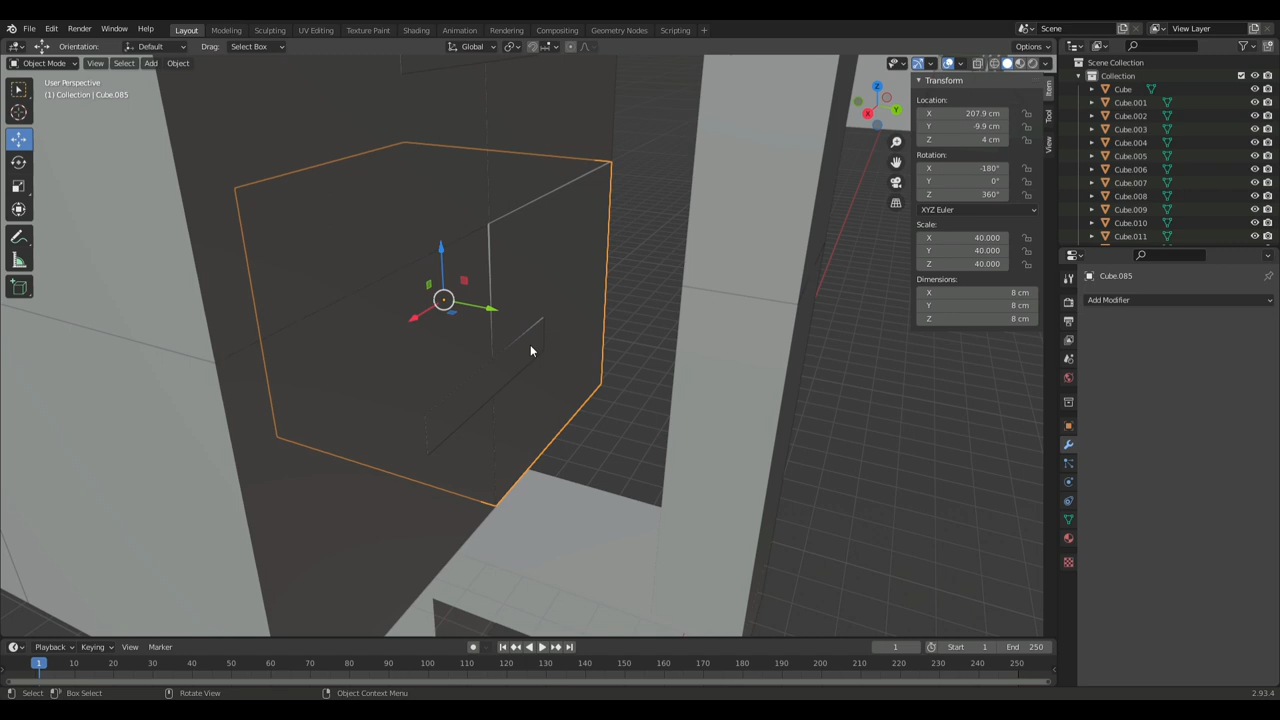 File Edit Render Window Help Layout Modeling Sculpting UV Editing Texture Paint Shading Animation Rendering Compositing Geometry Nodes Scripting + Scene View Layer
Orientation: Default Drag: Select Box Global Options
Object Mode View Select Add Object
User Perspective
(1) Collection | Cube.085
Z
Y
X
Transform
Location:
X 207.9 cm
Y -9.9 cm
Z 4 cm
Rotation:
X -180°
Y 0°
Z 360°
XYZ Euler
Scale:
X 40.000
Y 40.000
Z 40.000
Dimensions:
X 8 cm
Y 8 cm
Z 8 cm
Item
Tool
View
Scene Collection
Collection
Cube
Cube.001
Cube.002
Cube.003
Cube.004
Cube.005
Cube.006
Cube.007
Cube.008
Cube.009
Cube.010
Cube.011
Cube.085
Add Modifier
Playback Keying View Marker 1 Start 1 End 250
1 10 20 30 40 50 60 70 80 90 100 110 120 130 140 150 160 170 180 190 200 210 220 230 240 250
Select Box Select Rotate View Object Context Menu 2.93.4